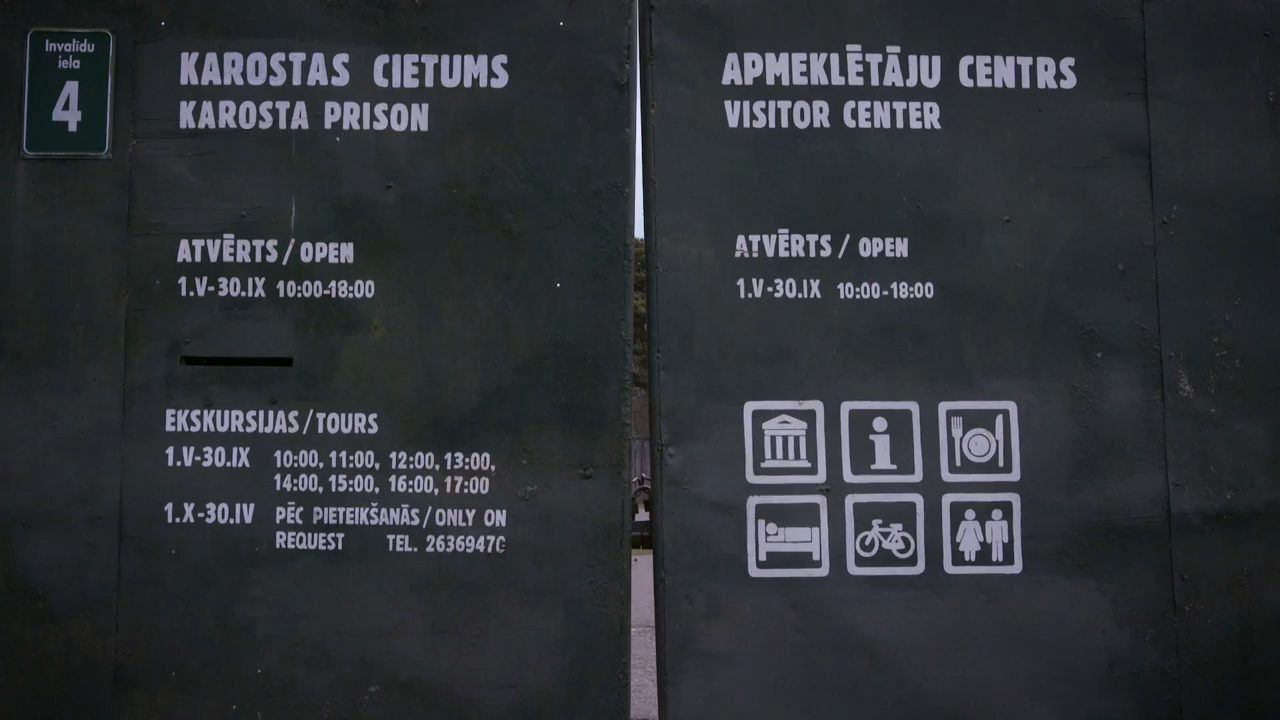 Invalīdu
iela
4
KAROSTAS CIETUMS
KAROSTA PRISON
ATVĒRTS / OPEN
1.V-30.IX 10:00-18:00
EKSKURSIJAS / TOURS
1.V-30.IX 10:00, 11:00, 12:00, 13:00,
14:00, 15:00, 16:00, 17:00
1.X-30.IV PĒC PIETEIKŠANĀS / ONLY ON
REQUEST TEL.
APMEKLĒTĀJU CENTRS
VISITOR CENTER
ATVĒRTS / OPEN
1.V-30.IX 10:00-18:00
i